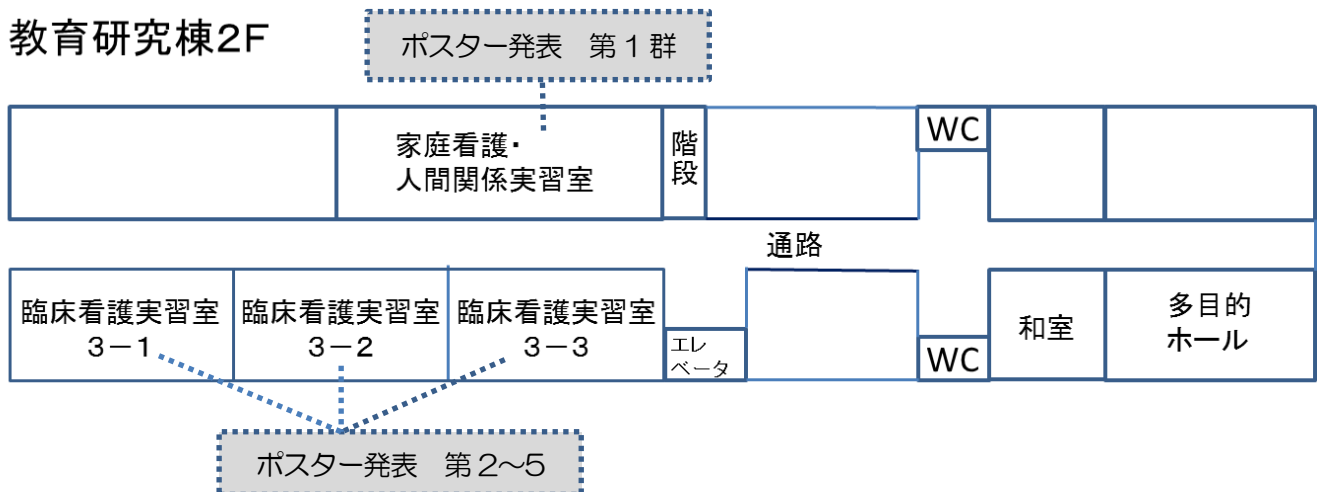 教育研究棟2F
ポスター発表　第1群
家庭看護・
人間関係実習室
階
段
WC
通路
臨床看護実習室
3－1
臨床看護実習室
3－2
臨床看護実習室
3－3
エレ
ベータ
WC
和室
多目的
ホール
ポスター発表　第2～5